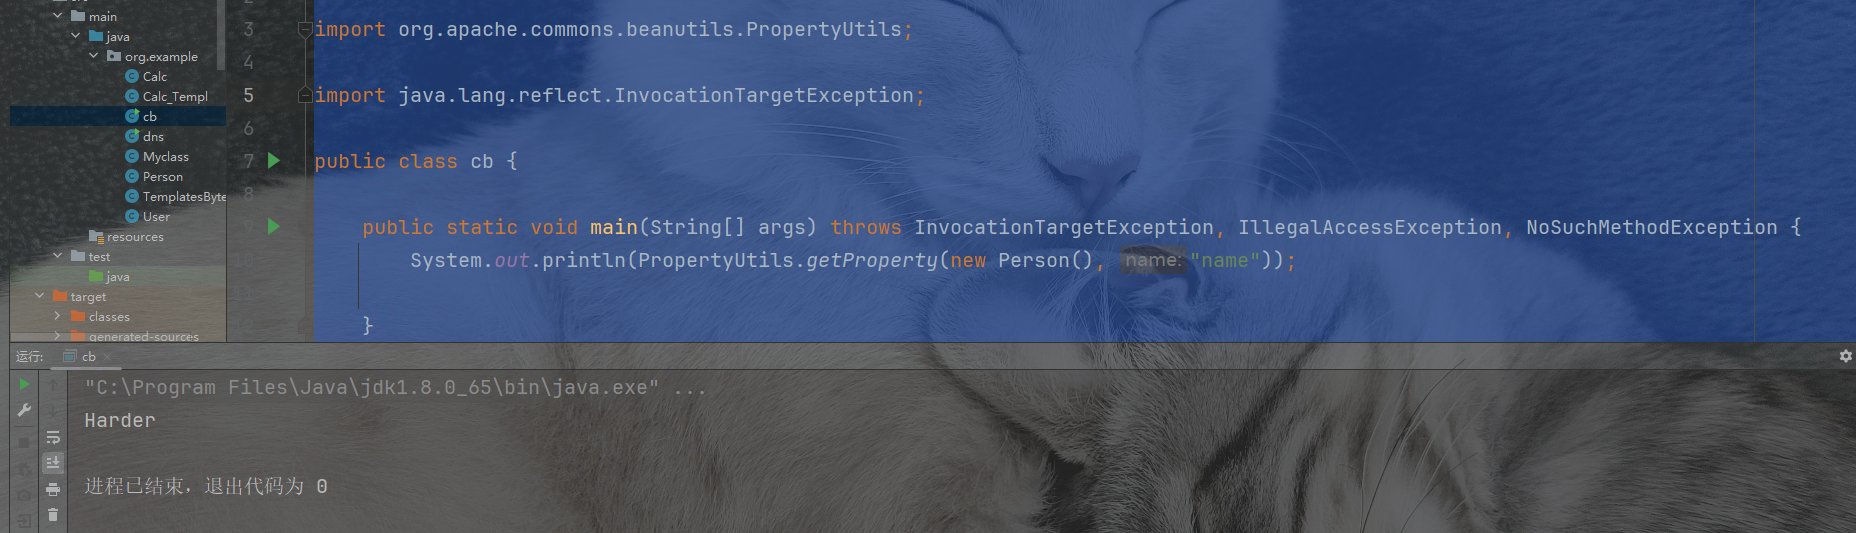 main
java
org.example
Calc
Calc_Templ
cb
dns
Myclass
Person
TemplatesByte
User
resources
test
java
target
classes
generated-sources
3 import org.apache.commons.beanutils.PropertyUtils;
4
5 import java.lang.reflect.InvocationTargetException;
6
7 public class cb {
8
9 public static void main(String[] args) throws InvocationTargetException, IllegalAccessException, NoSuchMethodException {
10 System.out.println(PropertyUtils.getProperty(new Person(), name: "name"));
}
运行: cb
"C:\Program Files\Java\jdk1.8.0_65\bin\java.exe" ...
Harder
进程已结束，退出代码为 0